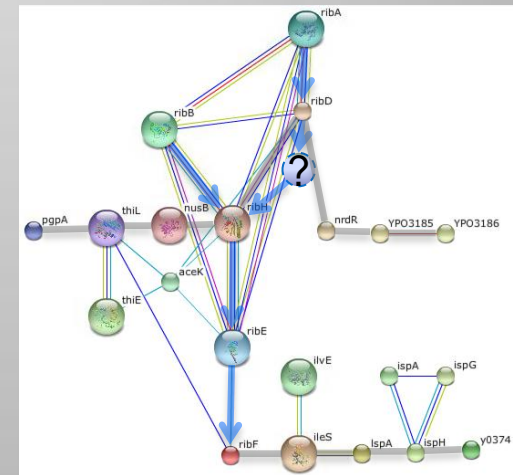 ribA
ribD
ribB
?
pgpA
thiL
nusB
ribH
nrdR
YPO3185
YPO3186
aceK
thiE
ribE
ilvE
ispA
ispG
ribF
ileS
lspA
ispH
y0374